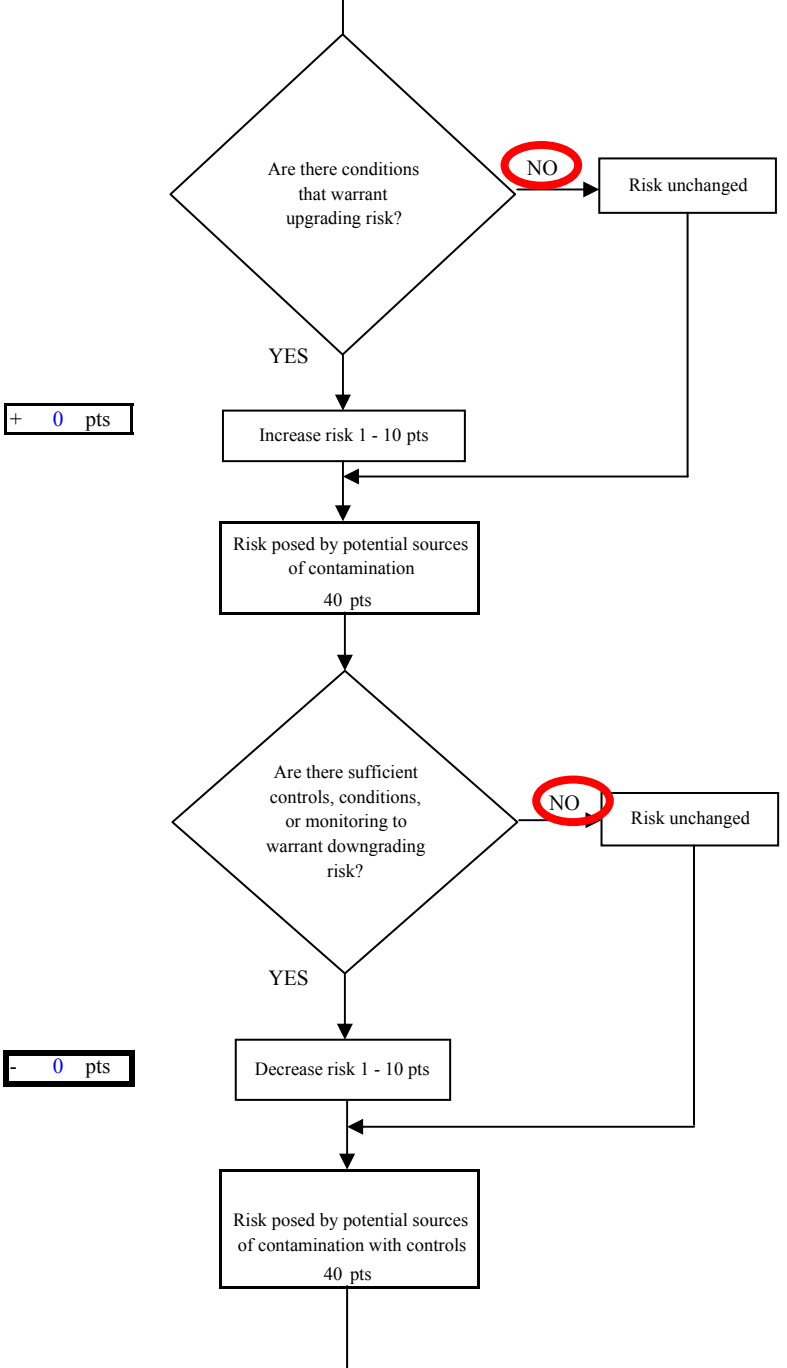 Are there conditions
that warrant
upgrading risk?
NO
Risk unchanged
YES
+ 0 pts
Increase risk 1 - 10 pts
Risk posed by potential sources
of contamination
40 pts
Are there sufficient
controls, conditions,
or monitoring to
warrant downgrading
risk?
NO
Risk unchanged
YES
- 0 pts
Decrease risk 1 - 10 pts
Risk posed by potential sources
of contamination with controls
40 pts